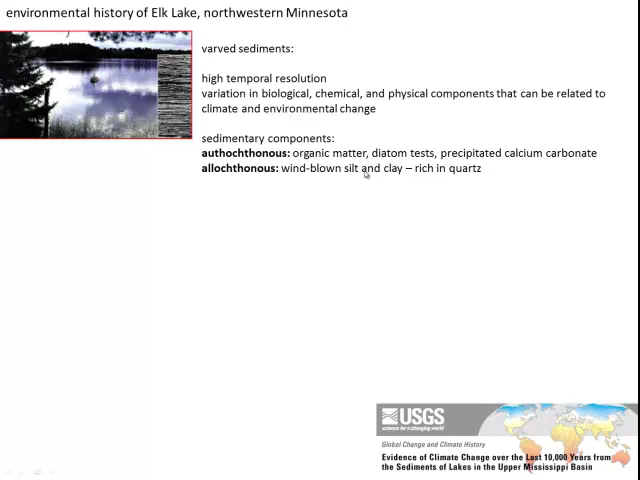 environmental history of Elk Lake, northwestern Minnesota
varved sediments:
high temporal resolution
variation in biological, chemical, and physical components that can be related to
climate and environmental change
sedimentary components:
authochthonous: organic matter, diatom tests, precipitated calcium carbonate
allochthonous: wind-blown silt and clay – rich in quartz
USGS
science for a changing world
Global Change and Climate History
Evidence of Climate Change over the Last 10,000 Years from
the Sediments of Lakes in the Upper Mississippi Basin